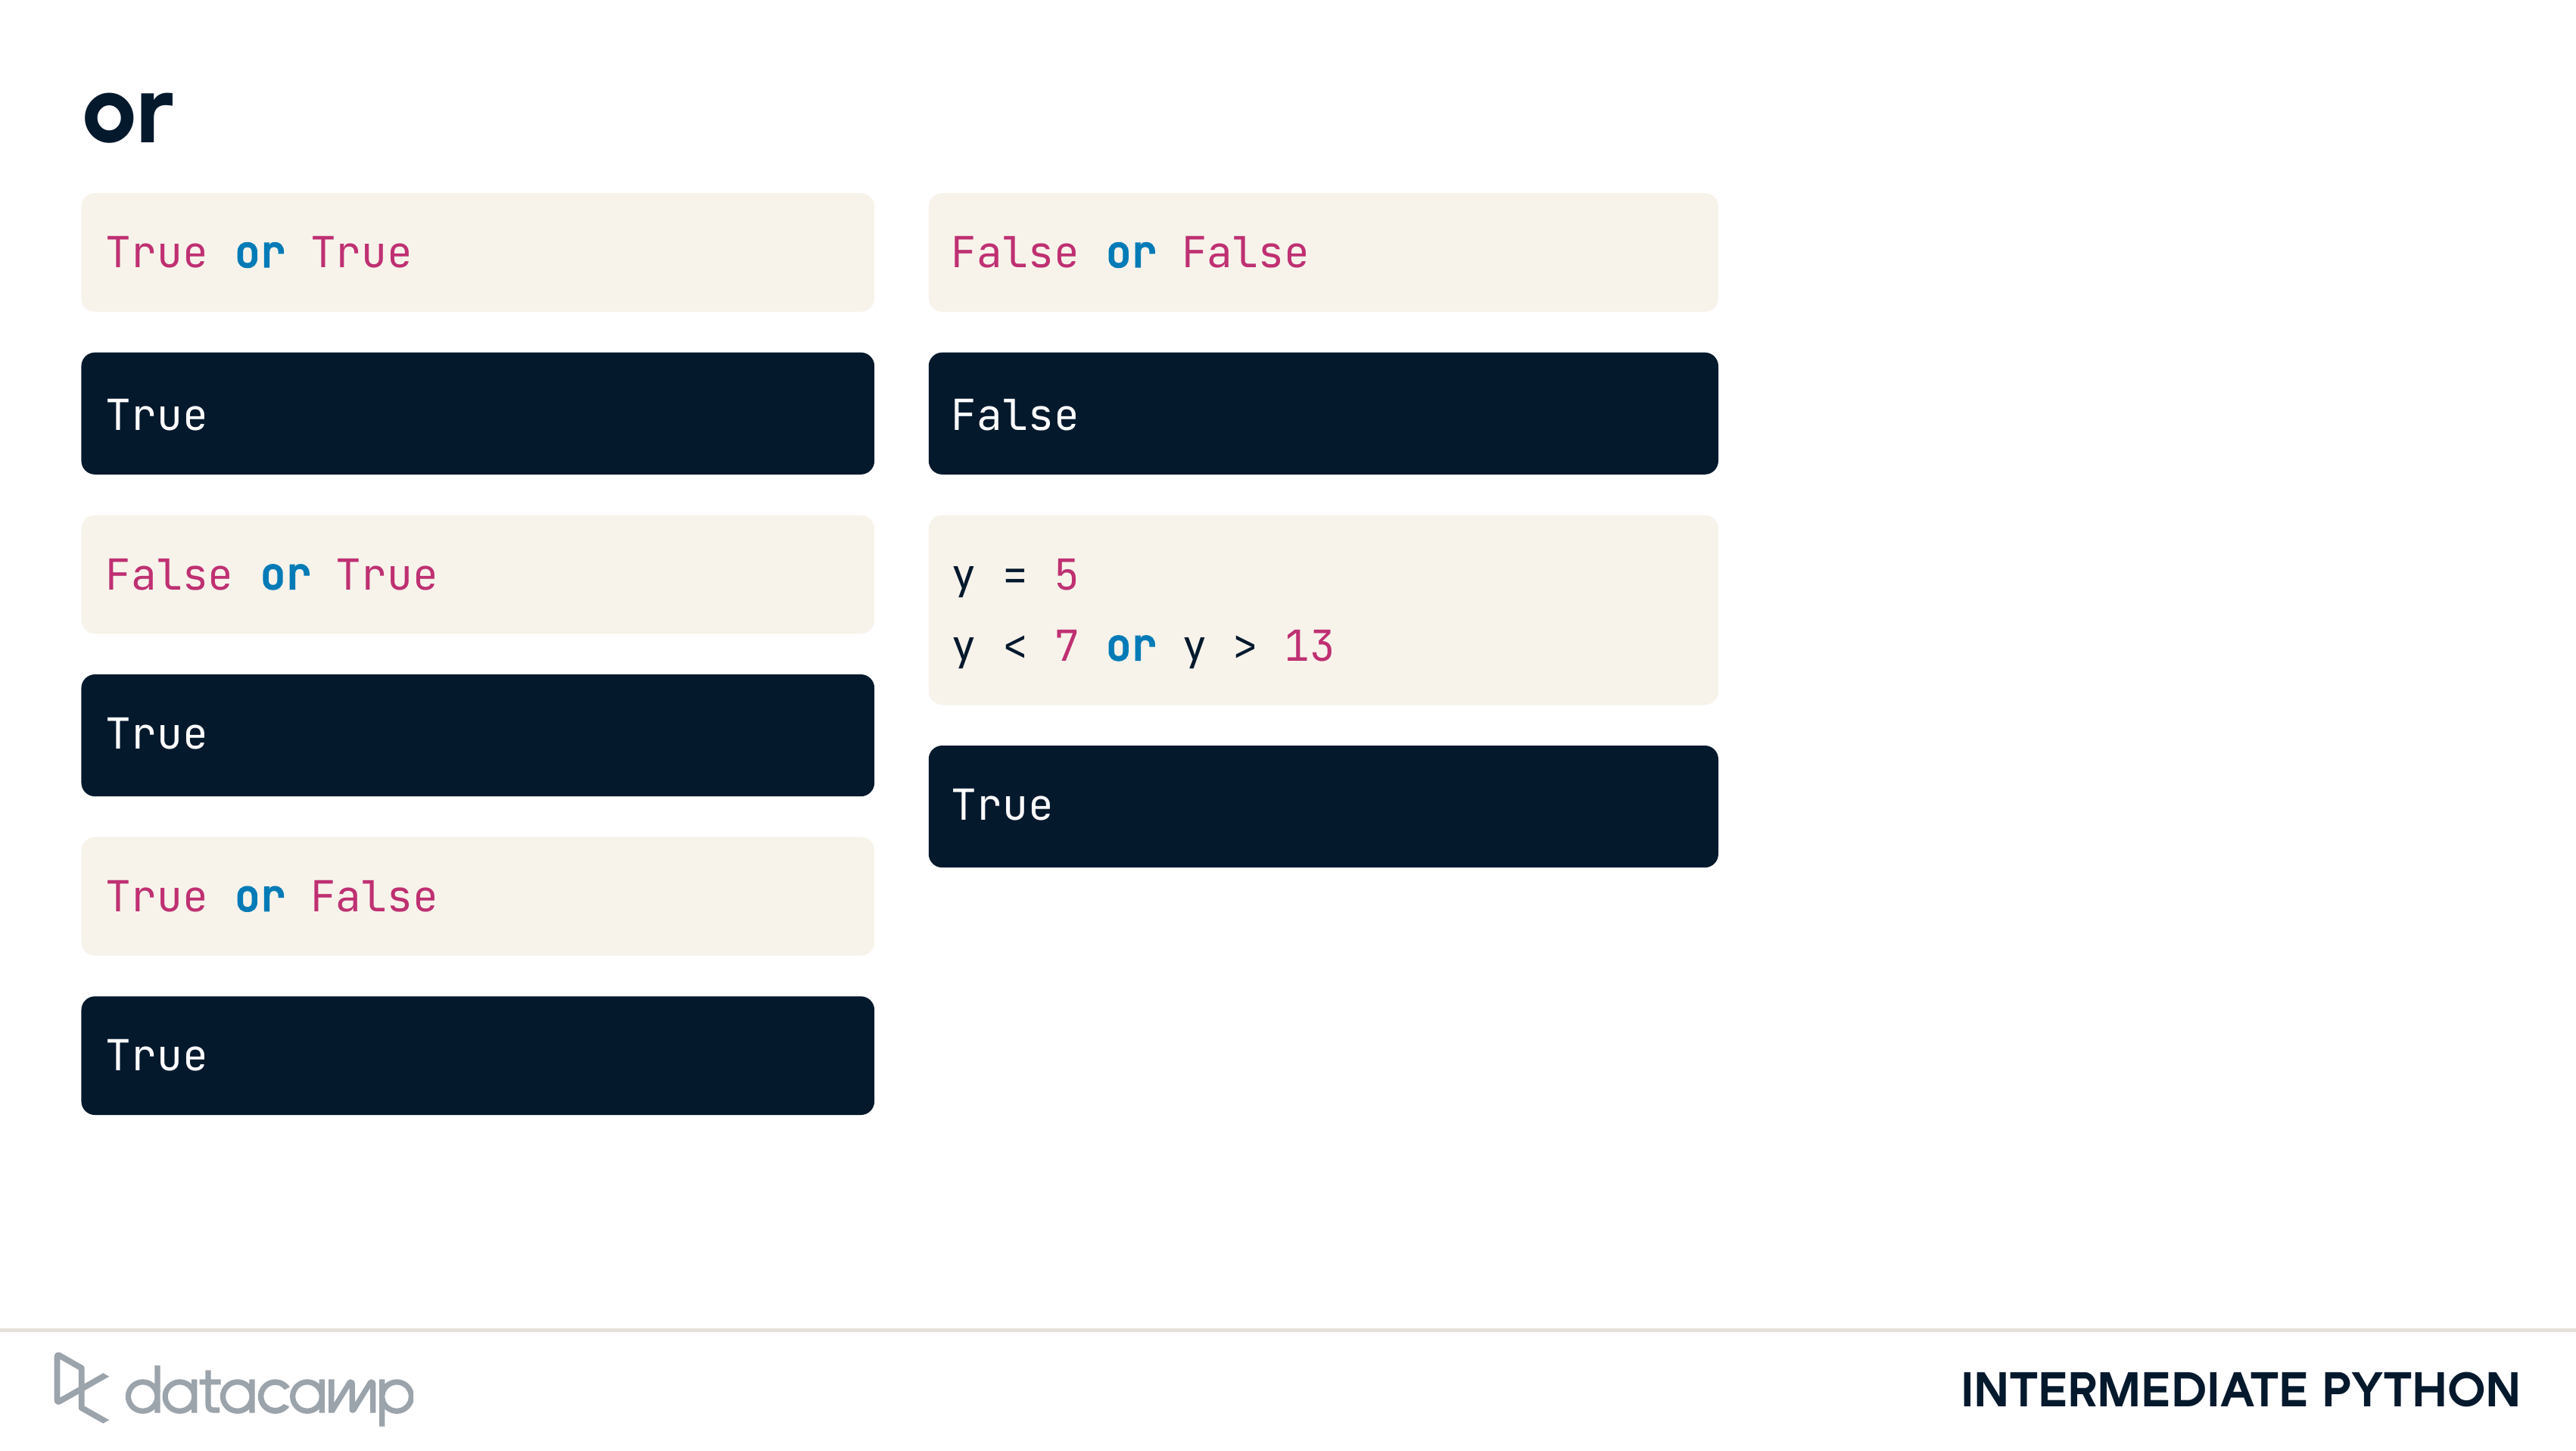 or
True or True
True
False or True
True
True or False
True
False or False
False
y = 5
y < 7 or y > 13
True
datacamp
INTERMEDIATE PYTHON